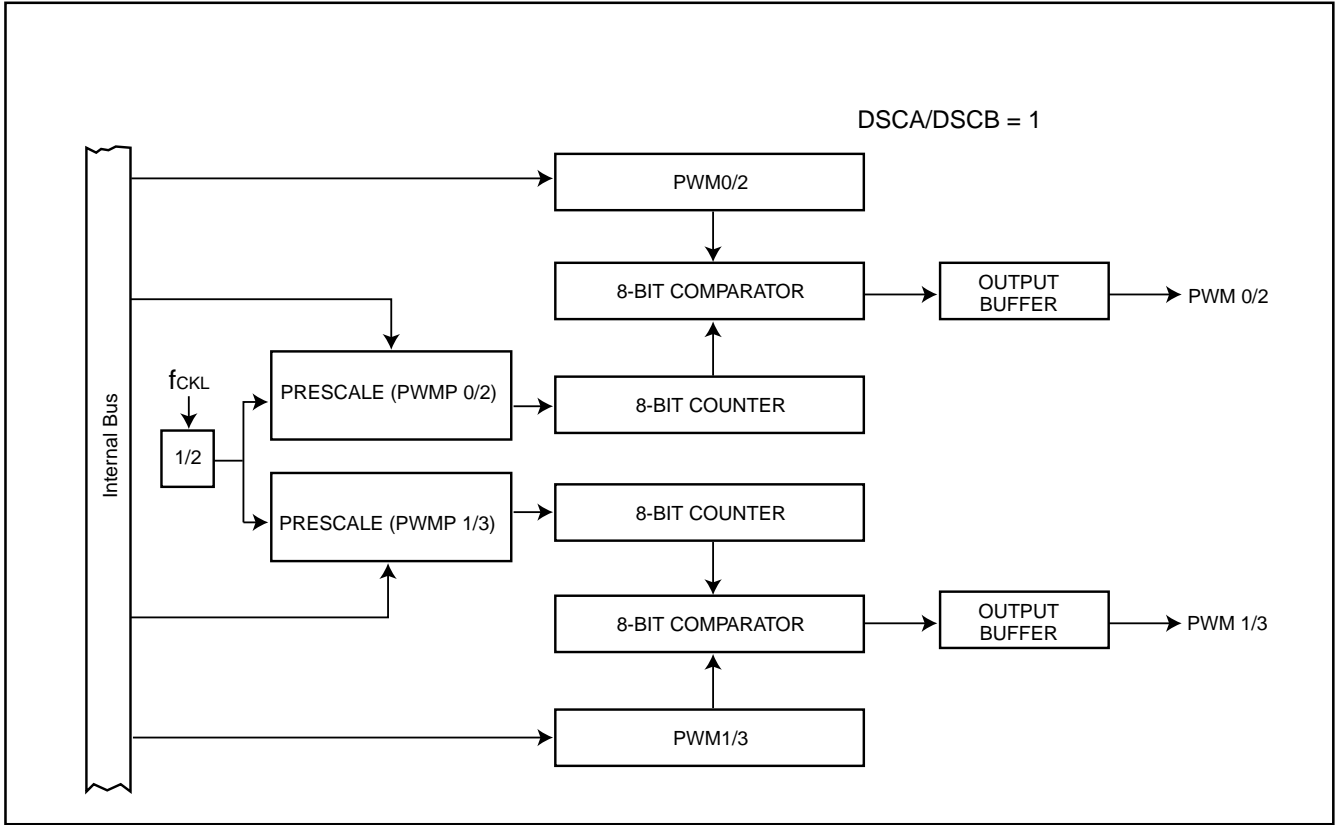 DSCA/DSCB = 1
PWM0/2
8-BIT COMPARATOR
OUTPUT
BUFFER
PWM 0/2
fCKL
PRESCALE (PWMP 0/2)
8-BIT COUNTER
Internal Bus
1/2
PRESCALE (PWMP 1/3)
8-BIT COUNTER
8-BIT COMPARATOR
OUTPUT
BUFFER
PWM 1/3
PWM1/3